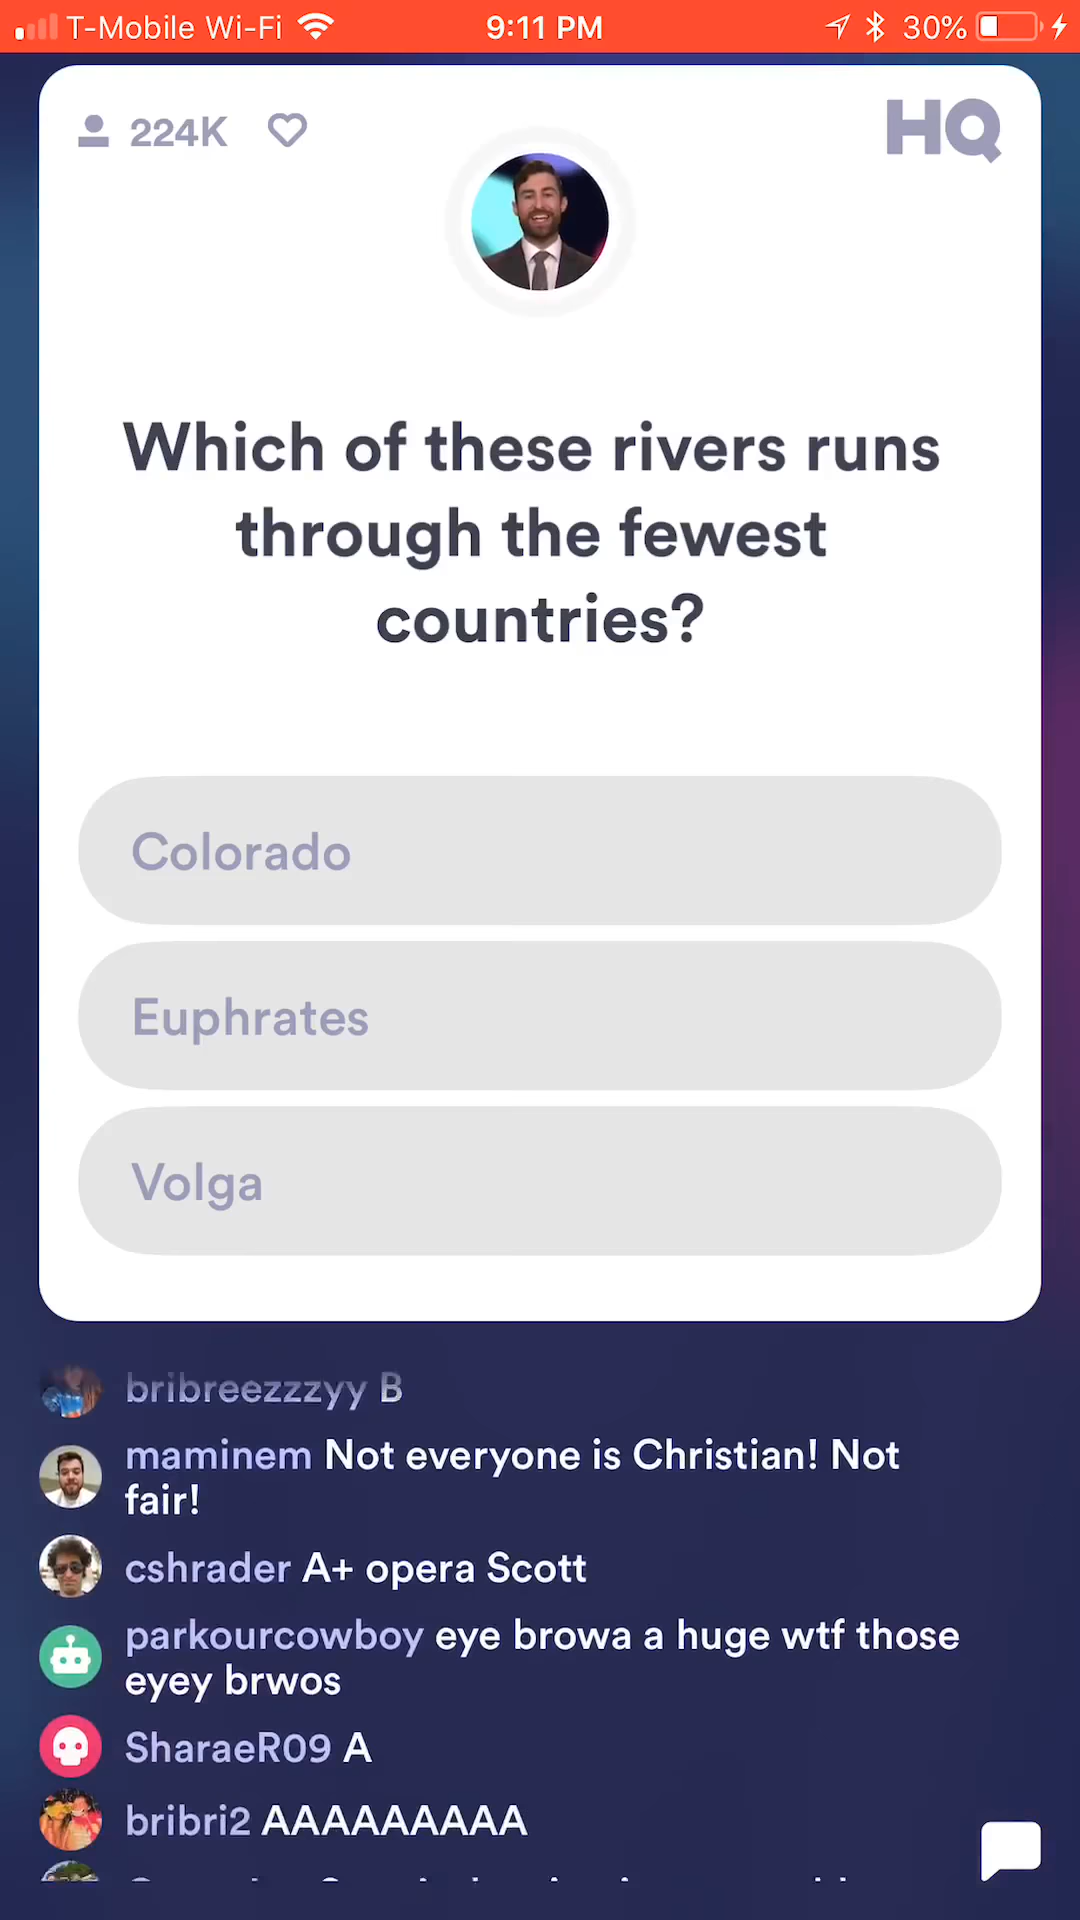 T-Mobile Wi-Fi 9:11 PM 30%
224K HQ
Which of these rivers runs
through the fewest
countries?
Colorado
Euphrates
Volga
bribreezzzyy B
maminem Not everyone is Christian! Not
fair!
cshrader A+ opera Scott
parkourcowboy eye browa a huge wtf those
eyey brwos
SharaeR09 A
bribri2 AAAAAAAAA